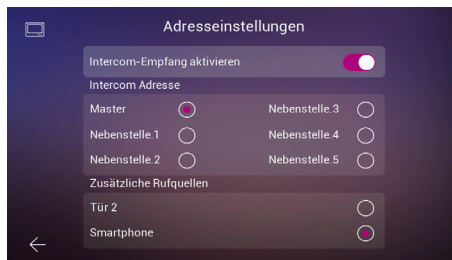 Adresseinstellungen
Intercom-Empfang aktivieren
Intercom Adresse
Master Nebenstelle.3
Nebenstelle.1 Nebenstelle.4
Nebenstelle.2 Nebenstelle.5
Zusätzliche Rufquellen
Tür 2
Smartphone